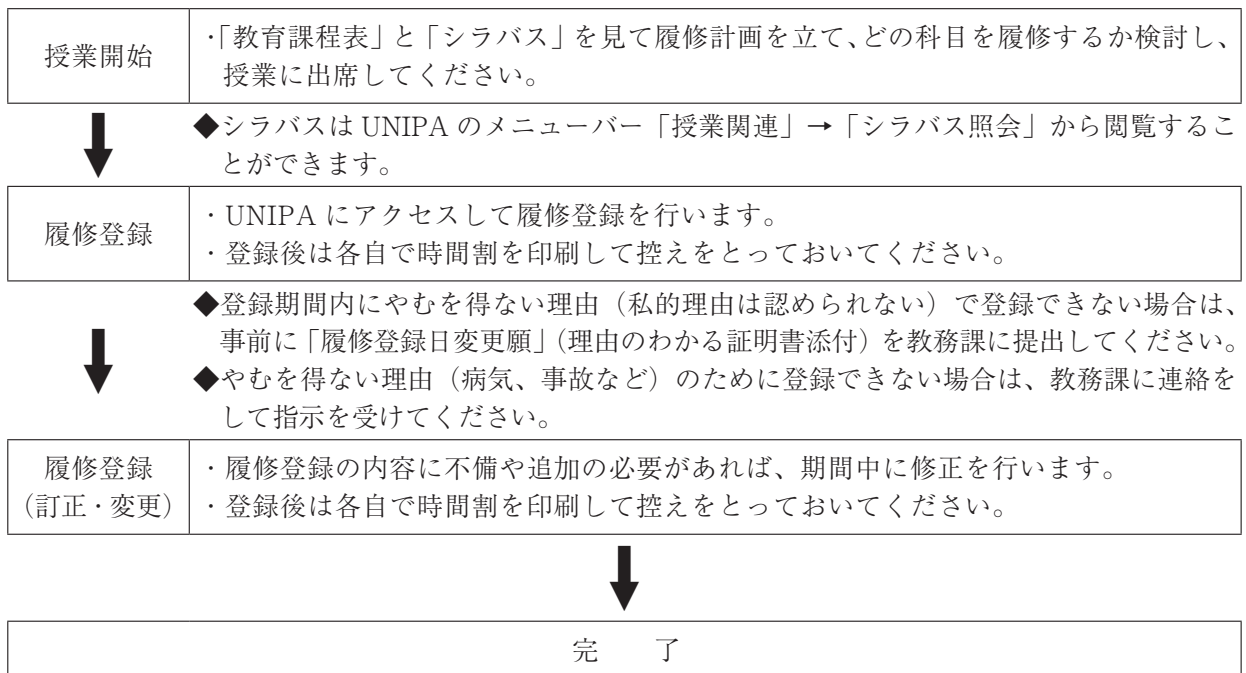 授業開始
・「教育課程表」と「シラバス」を見て履修計画を立て、どの科目を履修するか検討し、
授業に出席してください。
◆シラバスは UNIPA のメニューバー「授業関連」→「シラバス照会」から閲覧するこ
とができます。
履修登録
・UNIPA にアクセスして履修登録を行います。
・登録後は各自で時間割を印刷して控えをとっておいてください。
◆登録期間内にやむを得ない理由（私的理由は認められない）で登録できない場合は、
事前に「履修登録日変更願」（理由のわかる証明書添付）を教務課に提出してください。
◆やむを得ない理由（病気、事故など）のために登録できない場合は、教務課に連絡を
して指示を受けてください。
履修登録
（訂正・変更）
・履修登録の内容に不備や追加の必要があれば、期間中に修正を行います。
・登録後は各自で時間割を印刷して控えをとっておいてください。
完　了